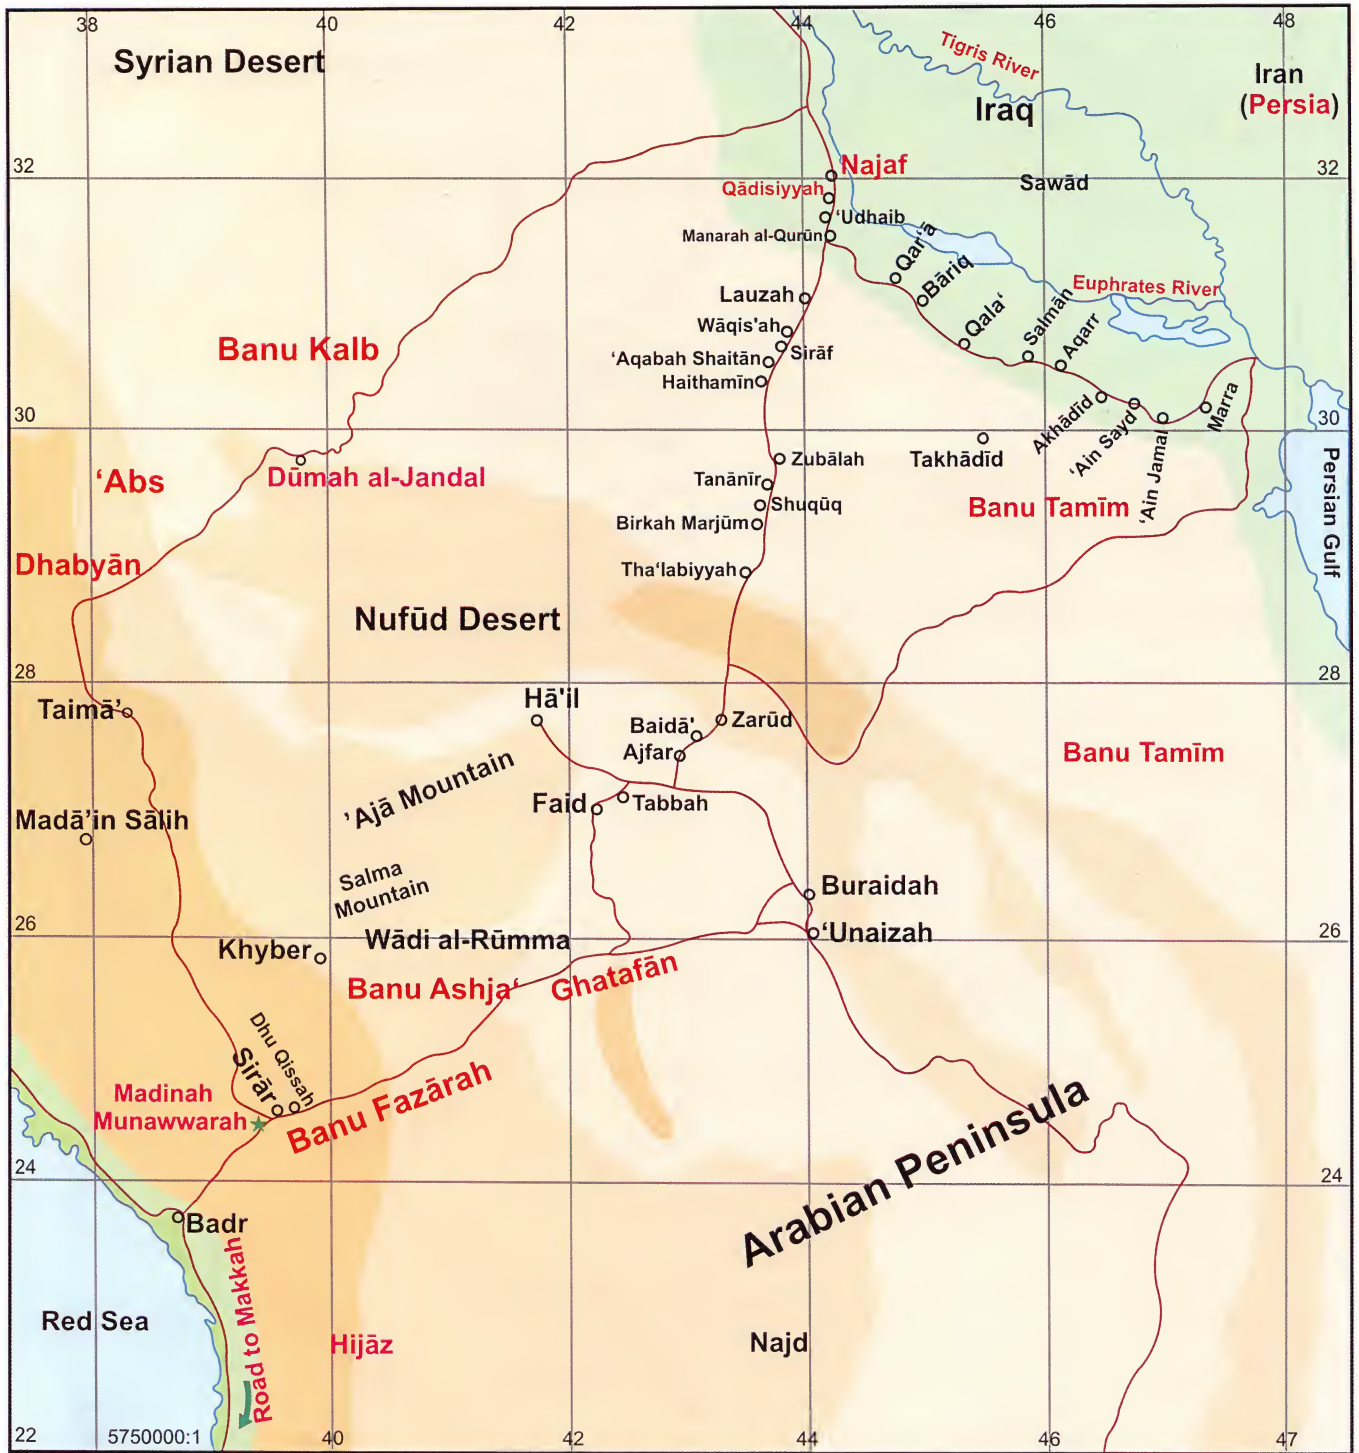 38 40 42 44 46 48
Syrian Desert
Tigris River
Iran
(Persia)
Iraq
32
Najaf
32
Qādisiyyah
Sawād
‘Udhaib
Manarah al-Qurūn
Qar‘ā
Bāriq
Euphrates River
Lauzah
Qala‘
Salmān
Aqarr
Wāqis'ah
Sirāf
Banu Kalb
‘Aqabah Shaitān
Haithamīn
Akhādīd
‘Ain Sayd
‘Ain Jamal
Marra
30
30
Zubālah
Takhādīd
Persian Gulf
‘Abs
Dūmah al-Jandal
Tanānīr
Shuqūq
Banu Tamīm
Birkah Marjūm
Dhabyān
Tha‘labiyyah
Nufūd Desert
28
28
Hā'il
Taimā’
Baidā'
Zarūd
Ajfar
Banu Tamīm
’Ajā Mountain
Faid
Tabbah
Madā’in Sālih
Salma
Mountain
Buraidah
26
Khyber
Wādi al-Rūmma
‘Unaizah
Banu Ashja‘
Ghatafān
Dhu Qissah
Sirār
Madinah
Munawwarah
Banu Fazārah
Arabian Peninsula
24
24
Badr
Road to Makkah
Red Sea
Hijāz
Najd
22
5750000:1
40 42 44 46 47